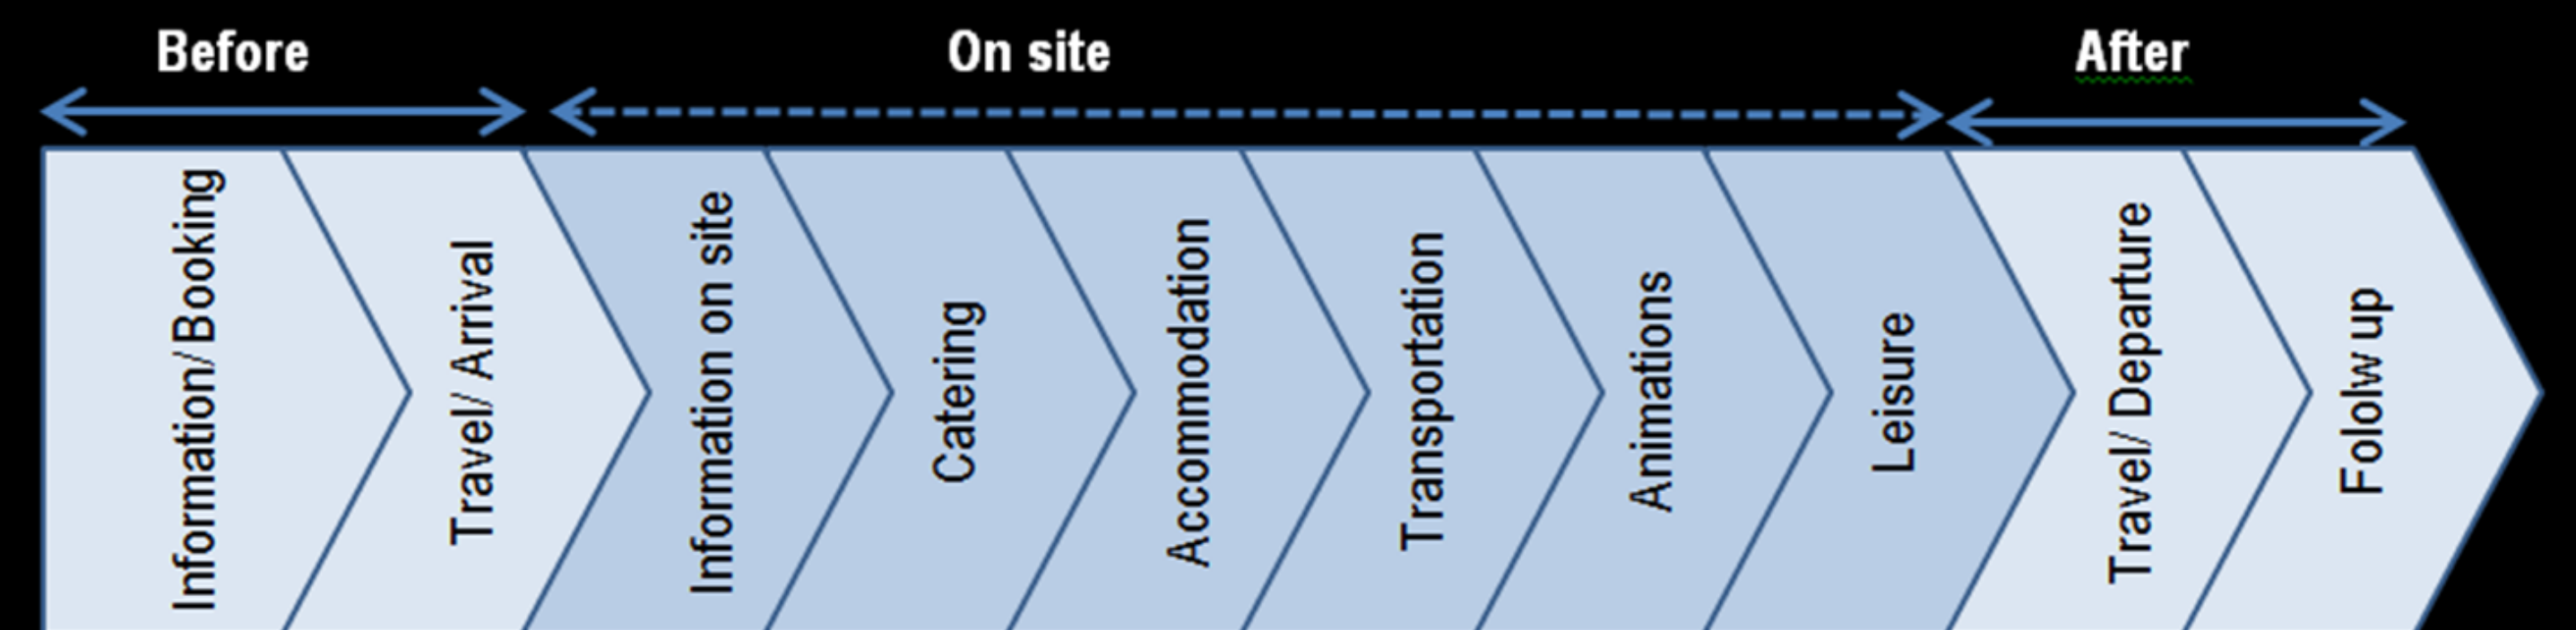 Before
On site
After
Information/ Booking
Travel/ Arrival
Information on site
Catering
Accommodation
Transportation
Animations
Leisure
Travel/ Departure
Fololw up